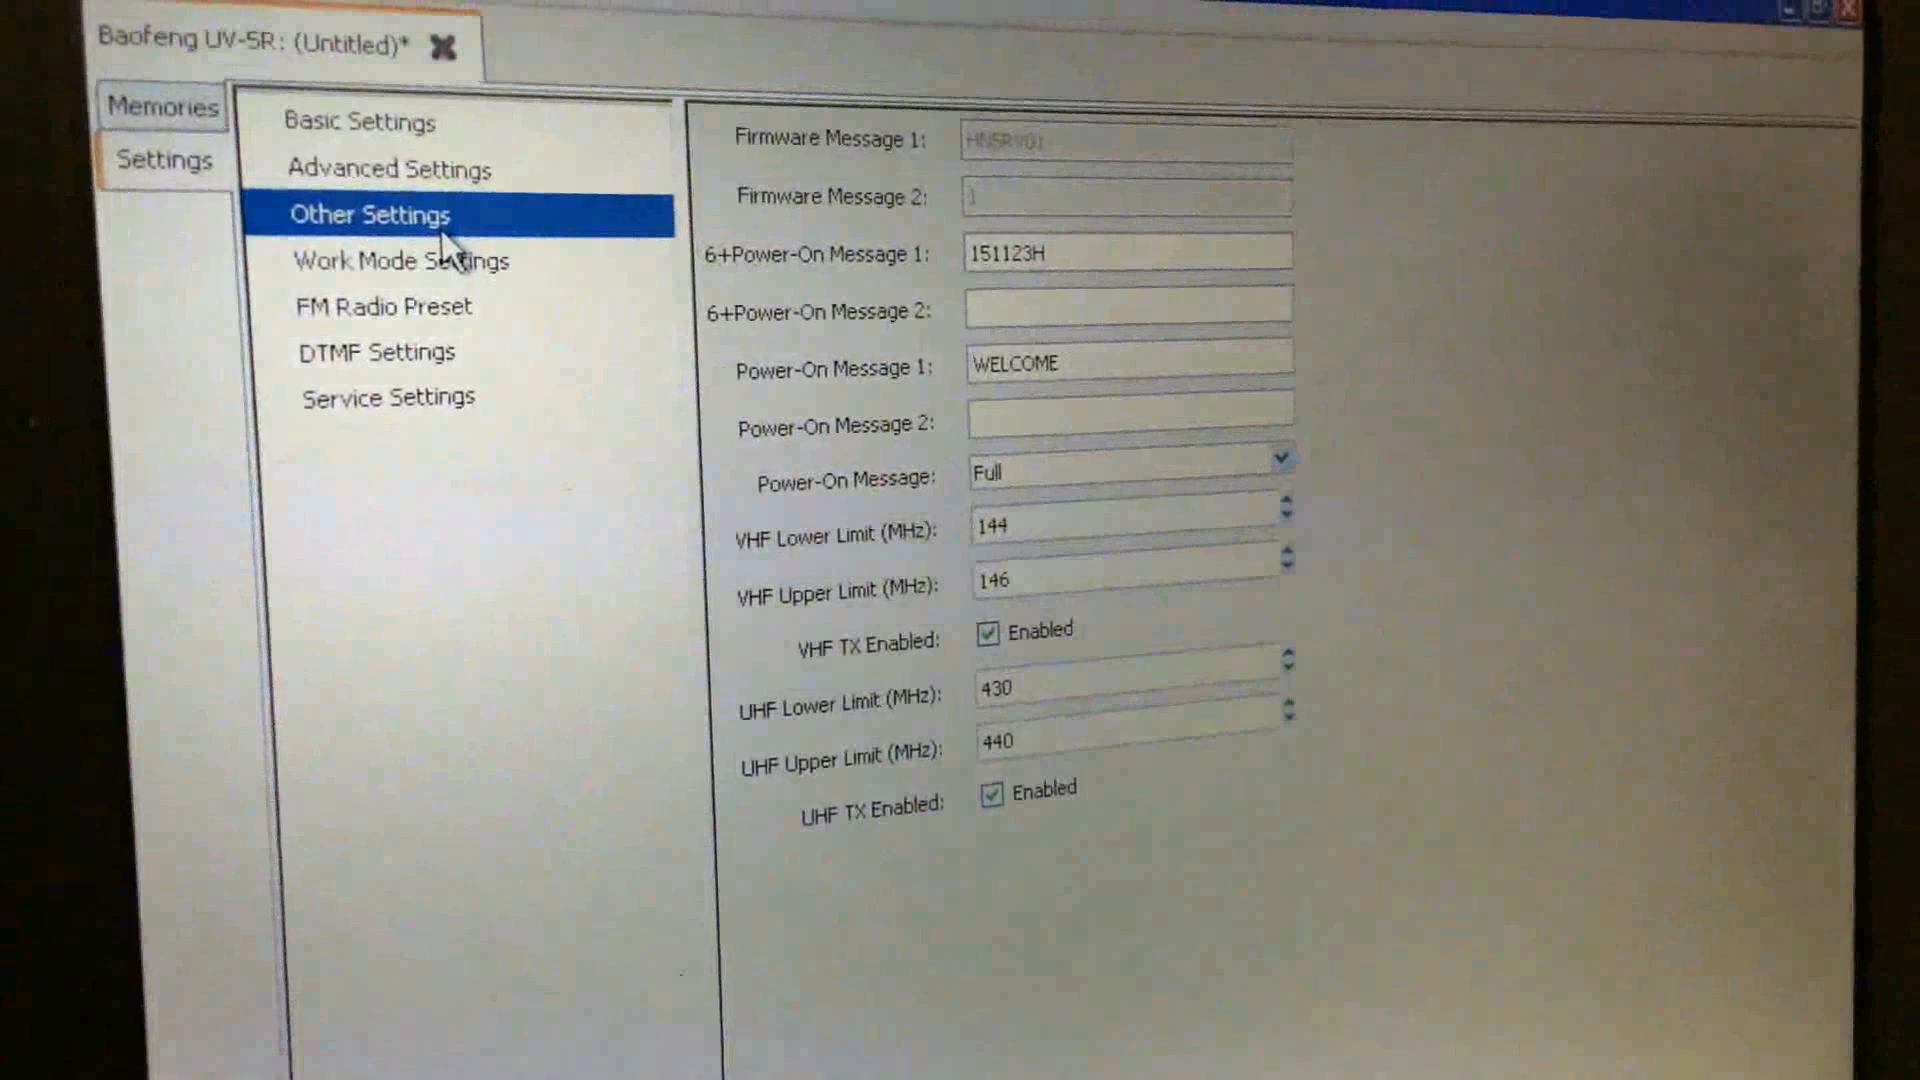 Baofeng UV-5R: (Untitled)*
Memories
Settings
Basic Settings
Advanced Settings
Other Settings
Work Mode Settings
FM Radio Preset
DTMF Settings
Service Settings
Firmware Message 1: HN5RV01
Firmware Message 2: 1
6+Power-On Message 1: 151123H
6+Power-On Message 2:
Power-On Message 1: WELCOME
Power-On Message 2:
Power-On Message: Full
VHF Lower Limit (MHz): 144
VHF Upper Limit (MHz): 146
VHF TX Enabled: Enabled
UHF Lower Limit (MHz): 430
UHF Upper Limit (MHz): 440
UHF TX Enabled: Enabled